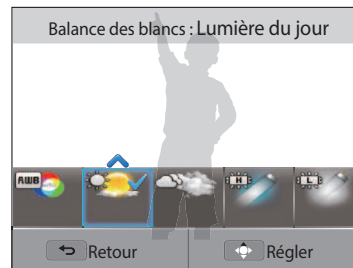 Balance des blancs : Lumière du jour
AWB
H
L
Retour
Régler